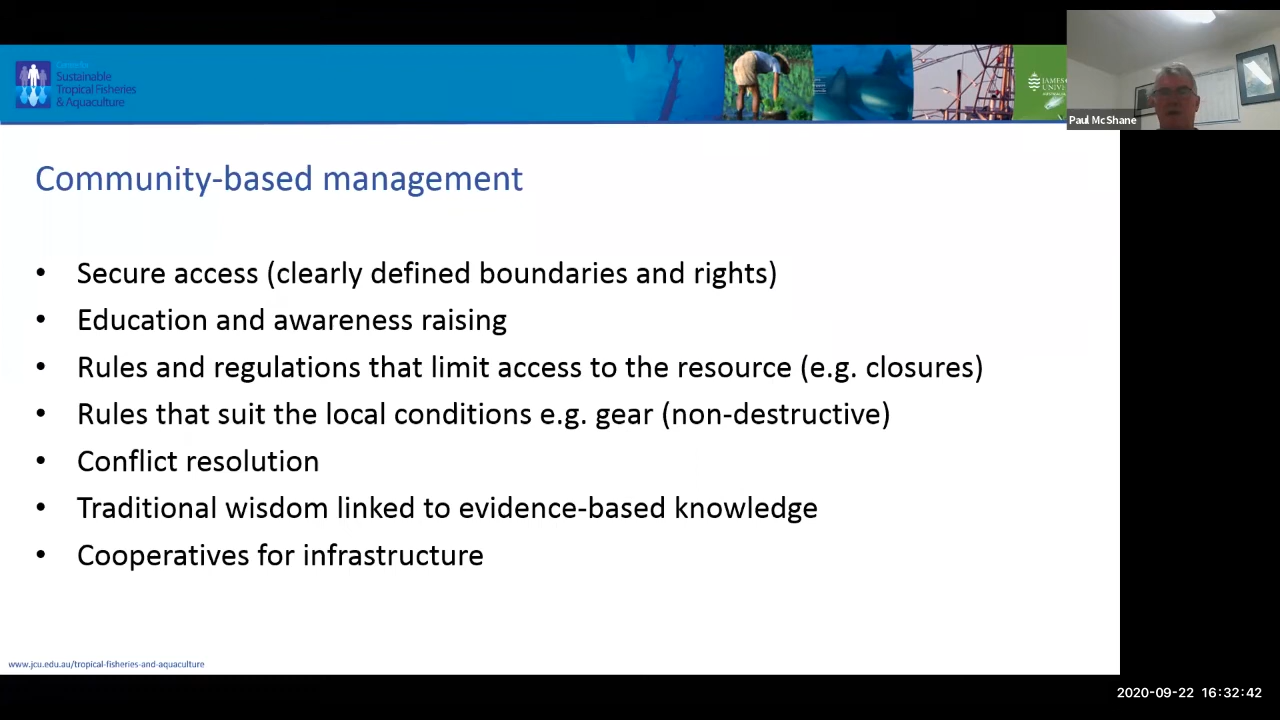 Centre for
Sustainable
Tropical Fisheries
& Aquaculture
Paul McShane
Community-based management
• Secure access (clearly defined boundaries and rights)
• Education and awareness raising
• Rules and regulations that limit access to the resource (e.g. closures)
• Rules that suit the local conditions e.g. gear (non-destructive)
• Conflict resolution
• Traditional wisdom linked to evidence-based knowledge
• Cooperatives for infrastructure
www.jcu.edu.au/tropical-fisheries-and-aquaculture
2020-09-22 16:32:42